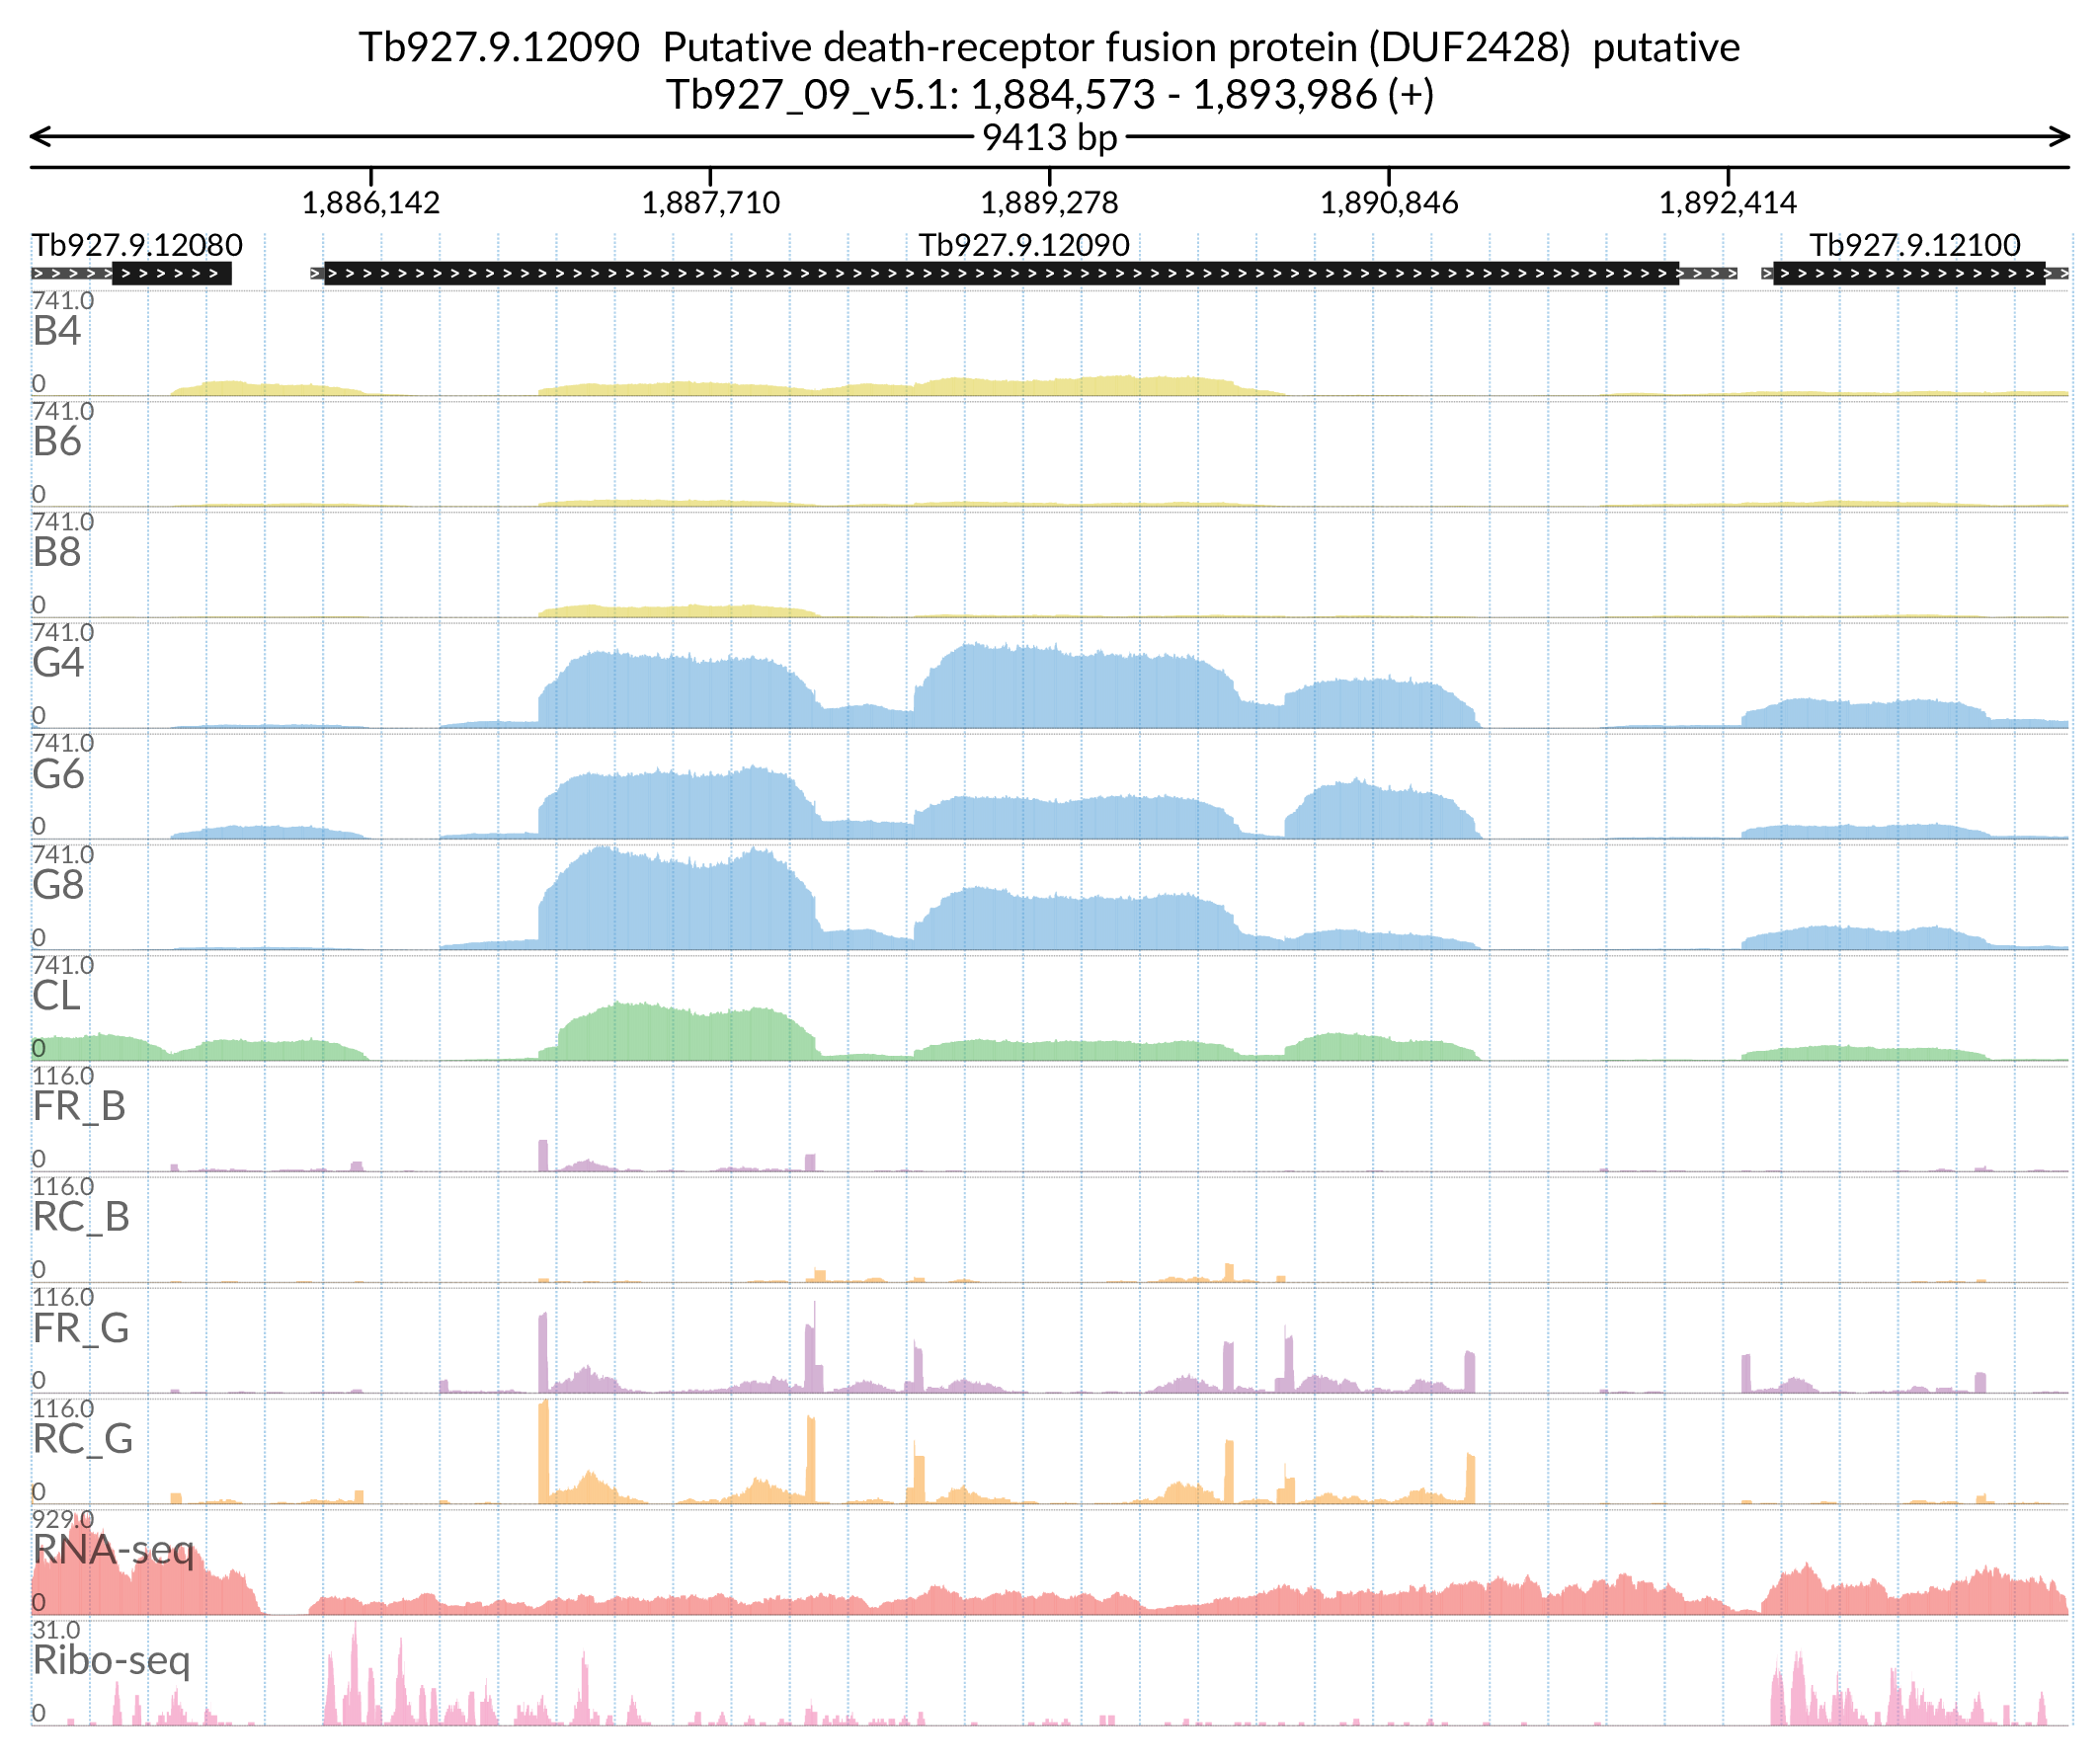 Tb927.9.12090  Putative death-receptor fusion protein (DUF2428)  putative
Tb927_09_v5.1: 1,884,573 - 1,893,986 (+)
9413 bp
1,886,142 1,887,710 1,889,278 1,890,846 1,892,414
Tb927.9.12080 Tb927.9.12090 Tb927.9.12100
741.0
B4
0
741.0
B6
0
741.0
B8
0
741.0
G4
0
741.0
G6
0
741.0
G8
0
741.0
CL
0
116.0
FR_B
0
116.0
RC_B
0
116.0
FR_G
0
116.0
RC_G
0
929.0
RNA-seq
0
31.0
Ribo-seq
0